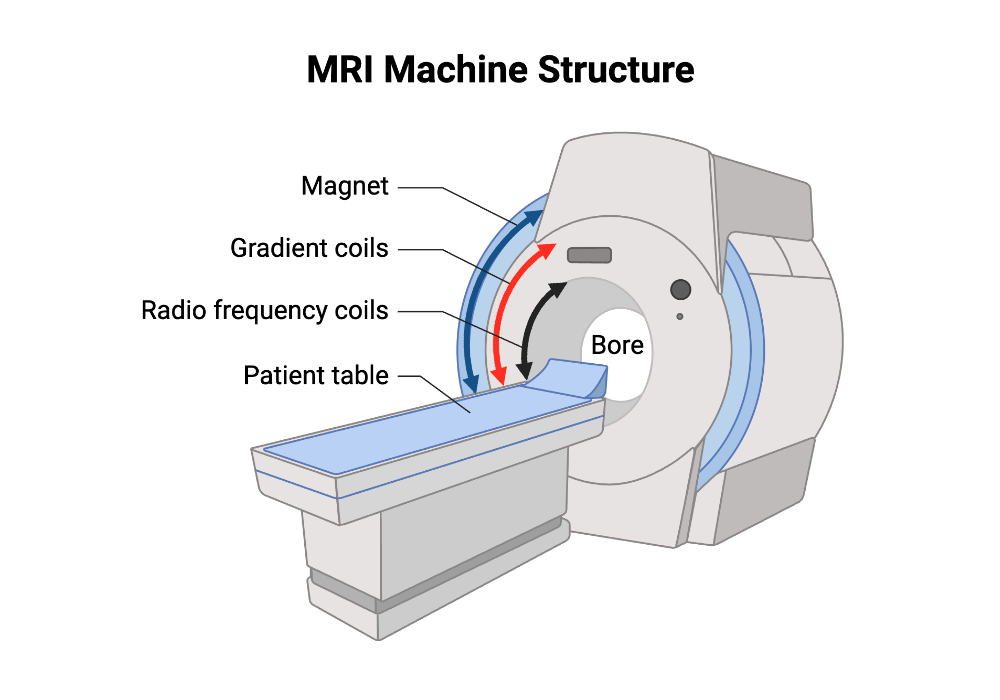 MRI Machine Structure
Magnet
Gradient coils
Radio frequency coils
Bore
Patient table